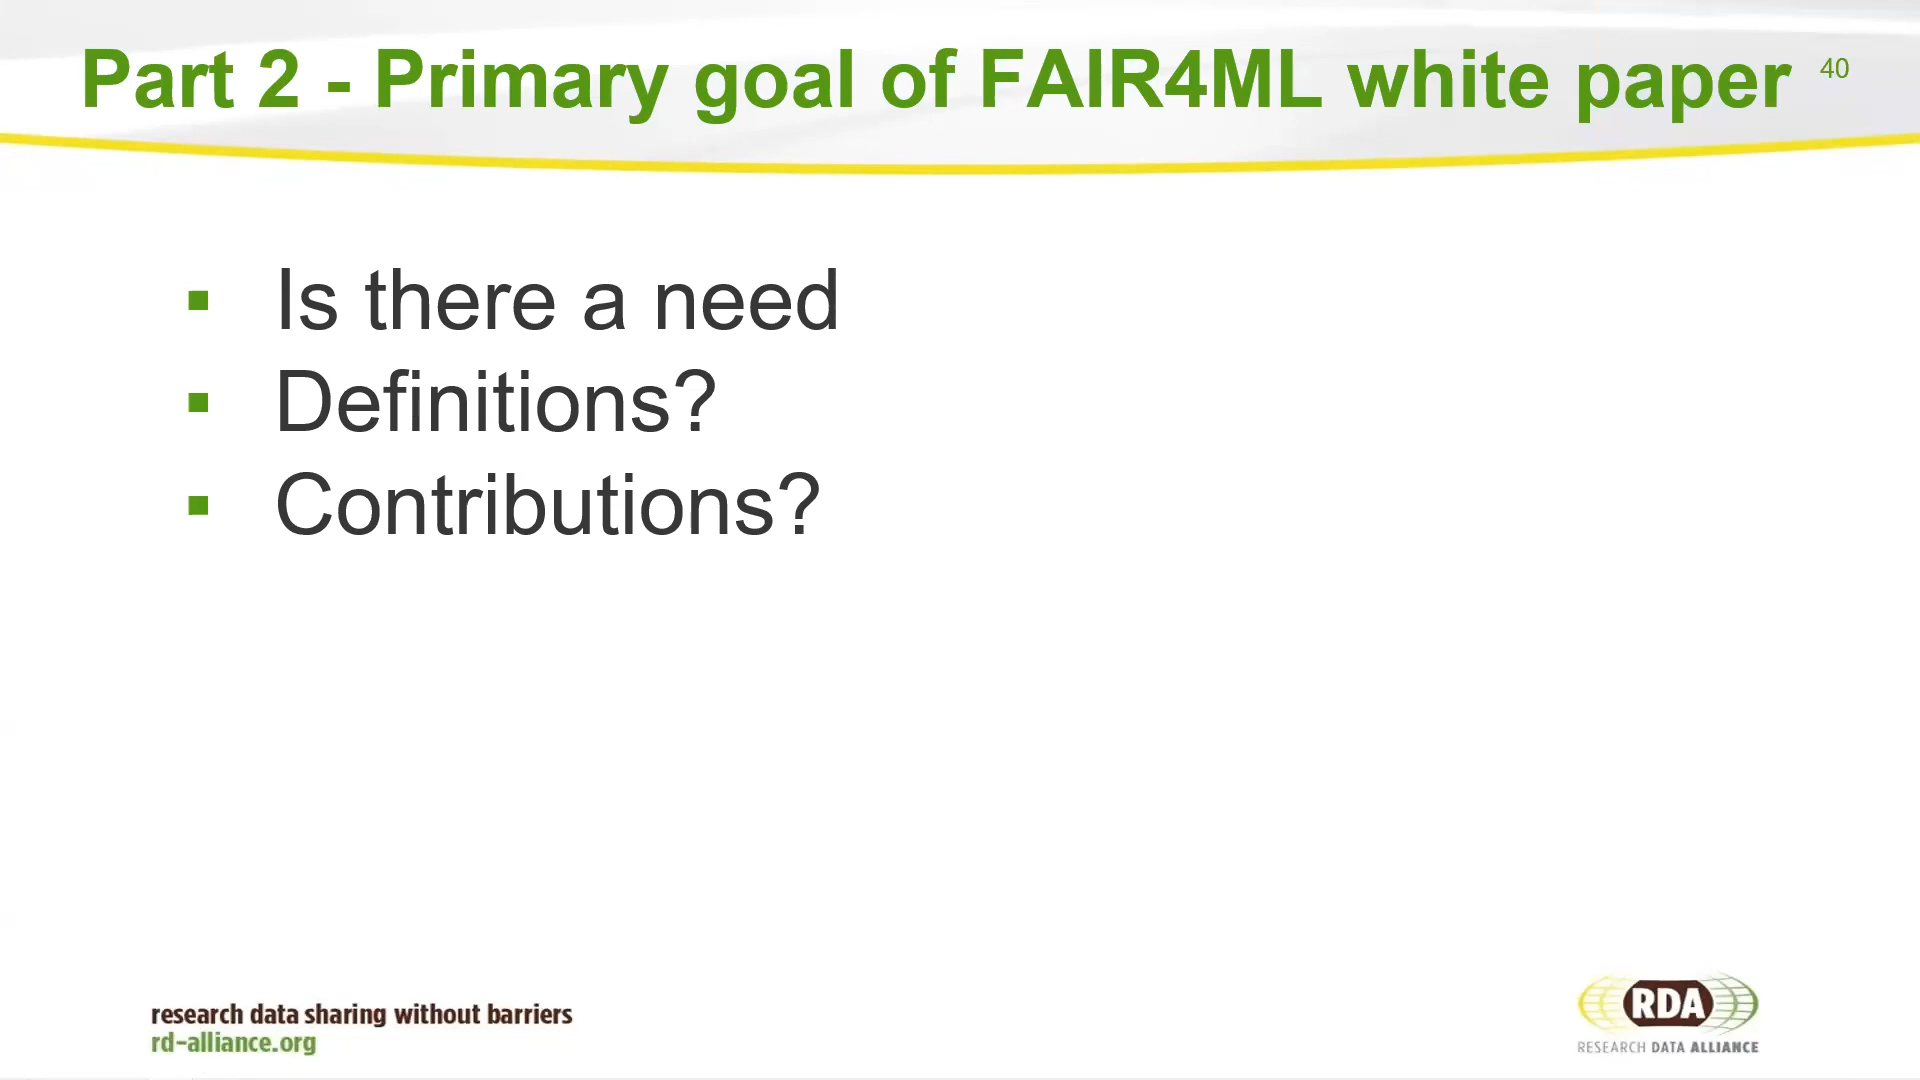 Part 2 - Primary goal of FAIR4ML white paper
40
▪ Is there a need
▪ Definitions?
▪ Contributions?
research data sharing without barriers
rd-alliance.org
RDA
RESEARCH DATA ALLIANCE